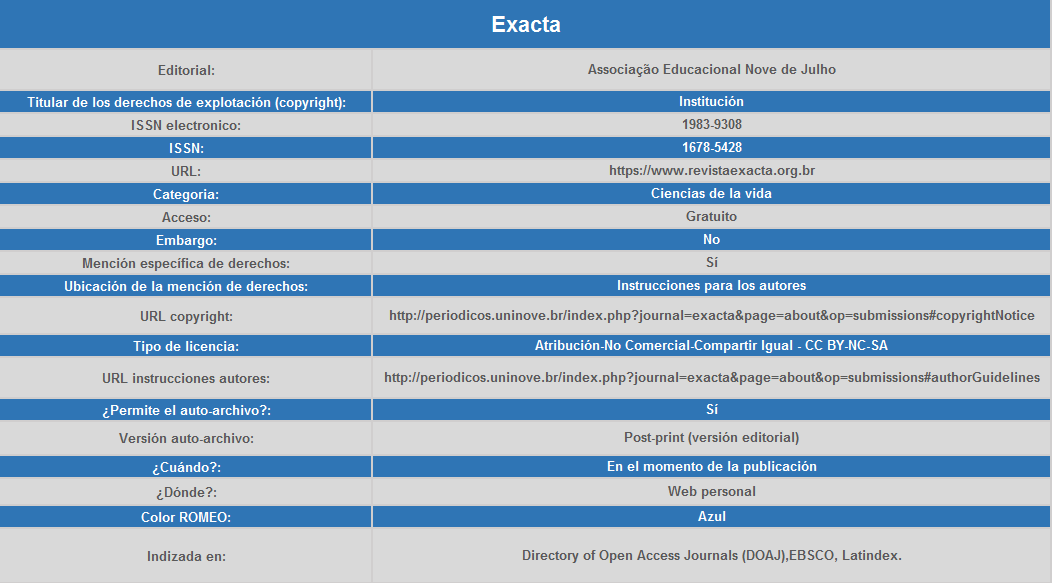 Exacta
Editorial: Associação Educacional Nove de Julho
Titular de los derechos de explotación (copyright): Institución
ISSN electronico: 1983-9308
ISSN: 1678-5428
URL: https://www.revistaexacta.org.br
Categoria: Ciencias de la vida
Acceso: Gratuito
Embargo: No
Mención específica de derechos: Sí
Ubicación de la mención de derechos: Instrucciones para los autores
URL copyright: http://periodicos.uninove.br/index.php?journal=exacta&page=about&op=submissions#copyrightNotice
Tipo de licencia: Atribución-No Comercial-Compartir Igual - CC BY-NC-SA
URL instrucciones autores: http://periodicos.uninove.br/index.php?journal=exacta&page=about&op=submissions#authorGuidelines
¿Permite el auto-archivo?: Sí
Versión auto-archivo: Post-print (versión editorial)
¿Cuándo?: En el momento de la publicación
¿Dónde?: Web personal
Color ROMEO: Azul
Indizada en: Directory of Open Access Journals (DOAJ),EBSCO, Latindex.